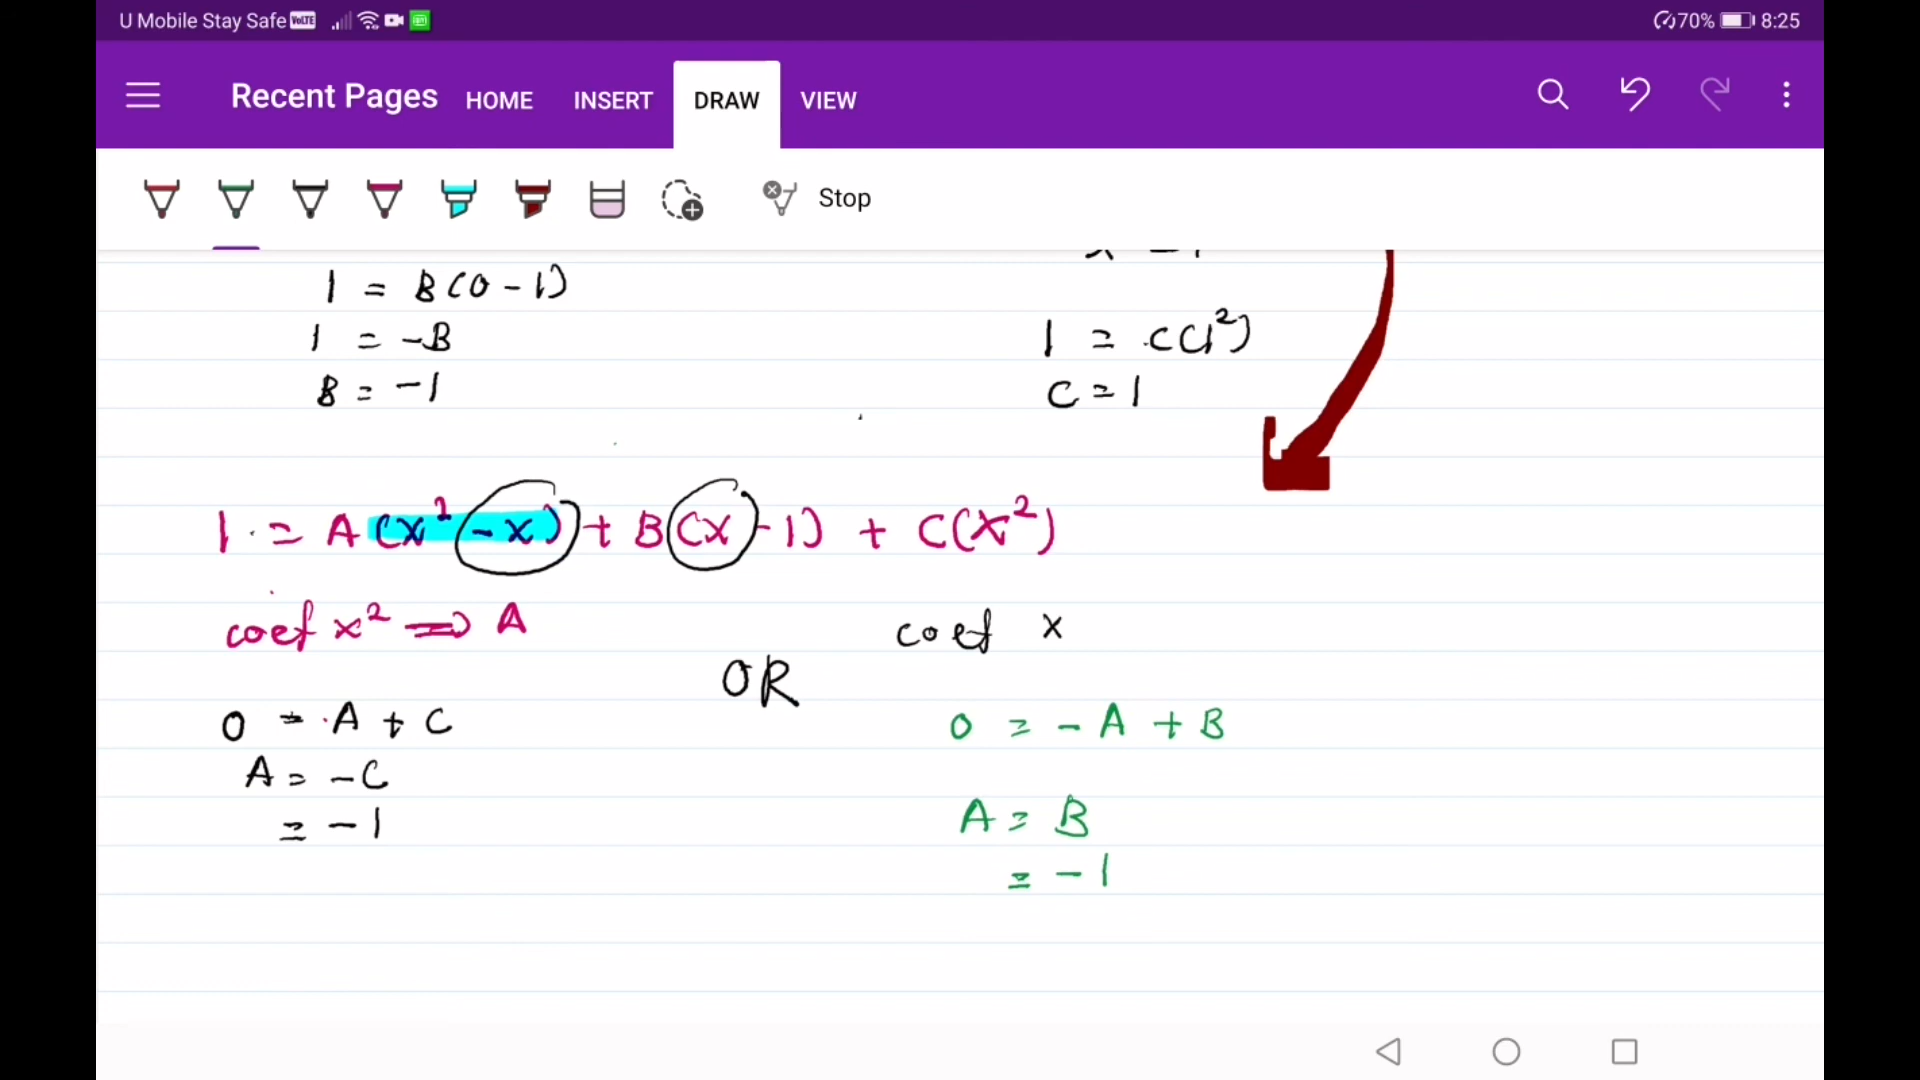 U Mobile Stay Safe VoLTE 70% 8:25
Recent Pages HOME INSERT DRAW VIEW
Stop
1 = B(0-1)
1 = -B
B = -1
1 = C(1²)
C = 1
1 = A(x²-x) + B(x-1) + C(x²)
coef x² ⇒ A
0 = A + C
A = -C
= -1
OR
coef x
0 = -A + B
A = B
= -1